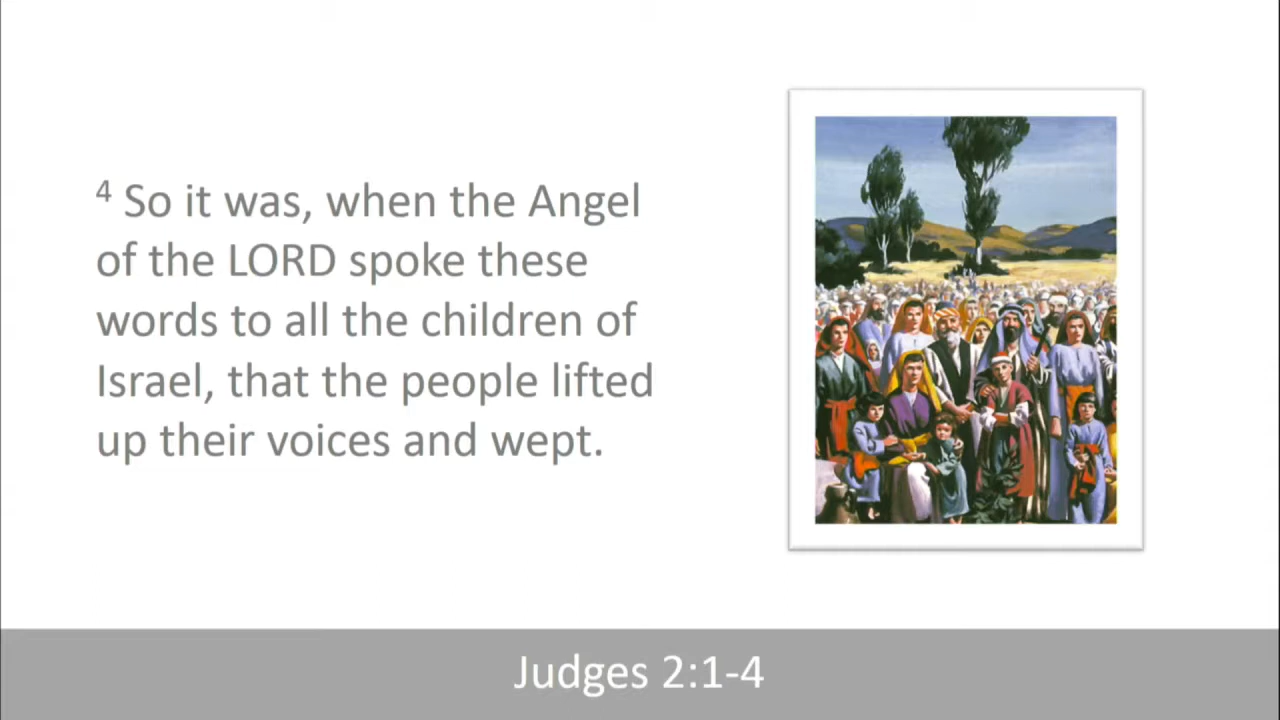 ⁴ So it was, when the Angel
of the LORD spoke these
words to all the children of
Israel, that the people lifted
up their voices and wept.
Judges 2:1-4